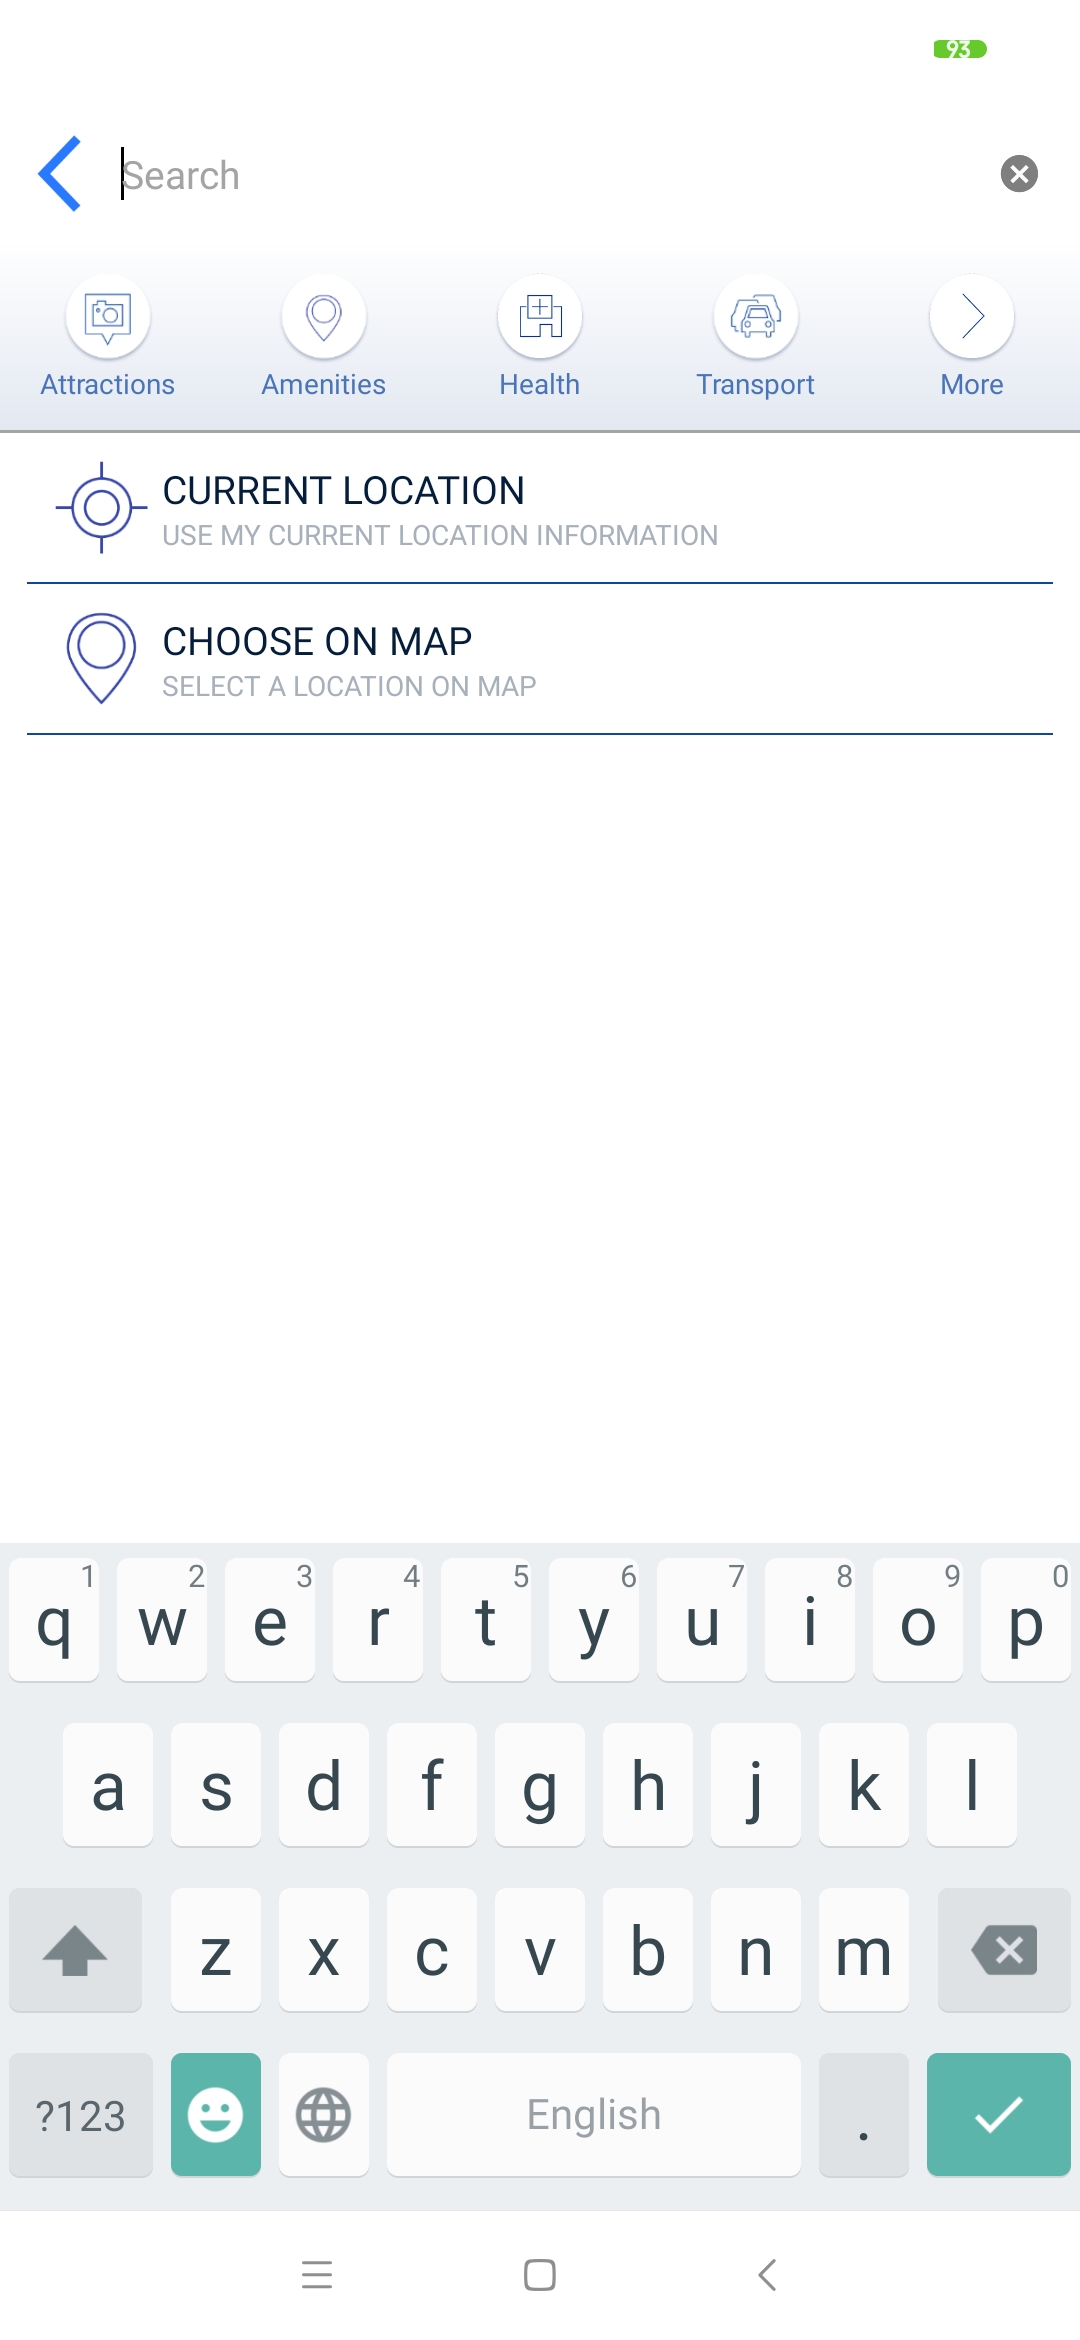 93
Search
Attractions Amenities Health Transport More
CURRENT LOCATION
USE MY CURRENT LOCATION INFORMATION
CHOOSE ON MAP
SELECT A LOCATION ON MAP
1 2 3 4 5 6 7 8 9 0
q w e r t y u i o p
a s d f g h j k l
z x c v b n m
?123 English .